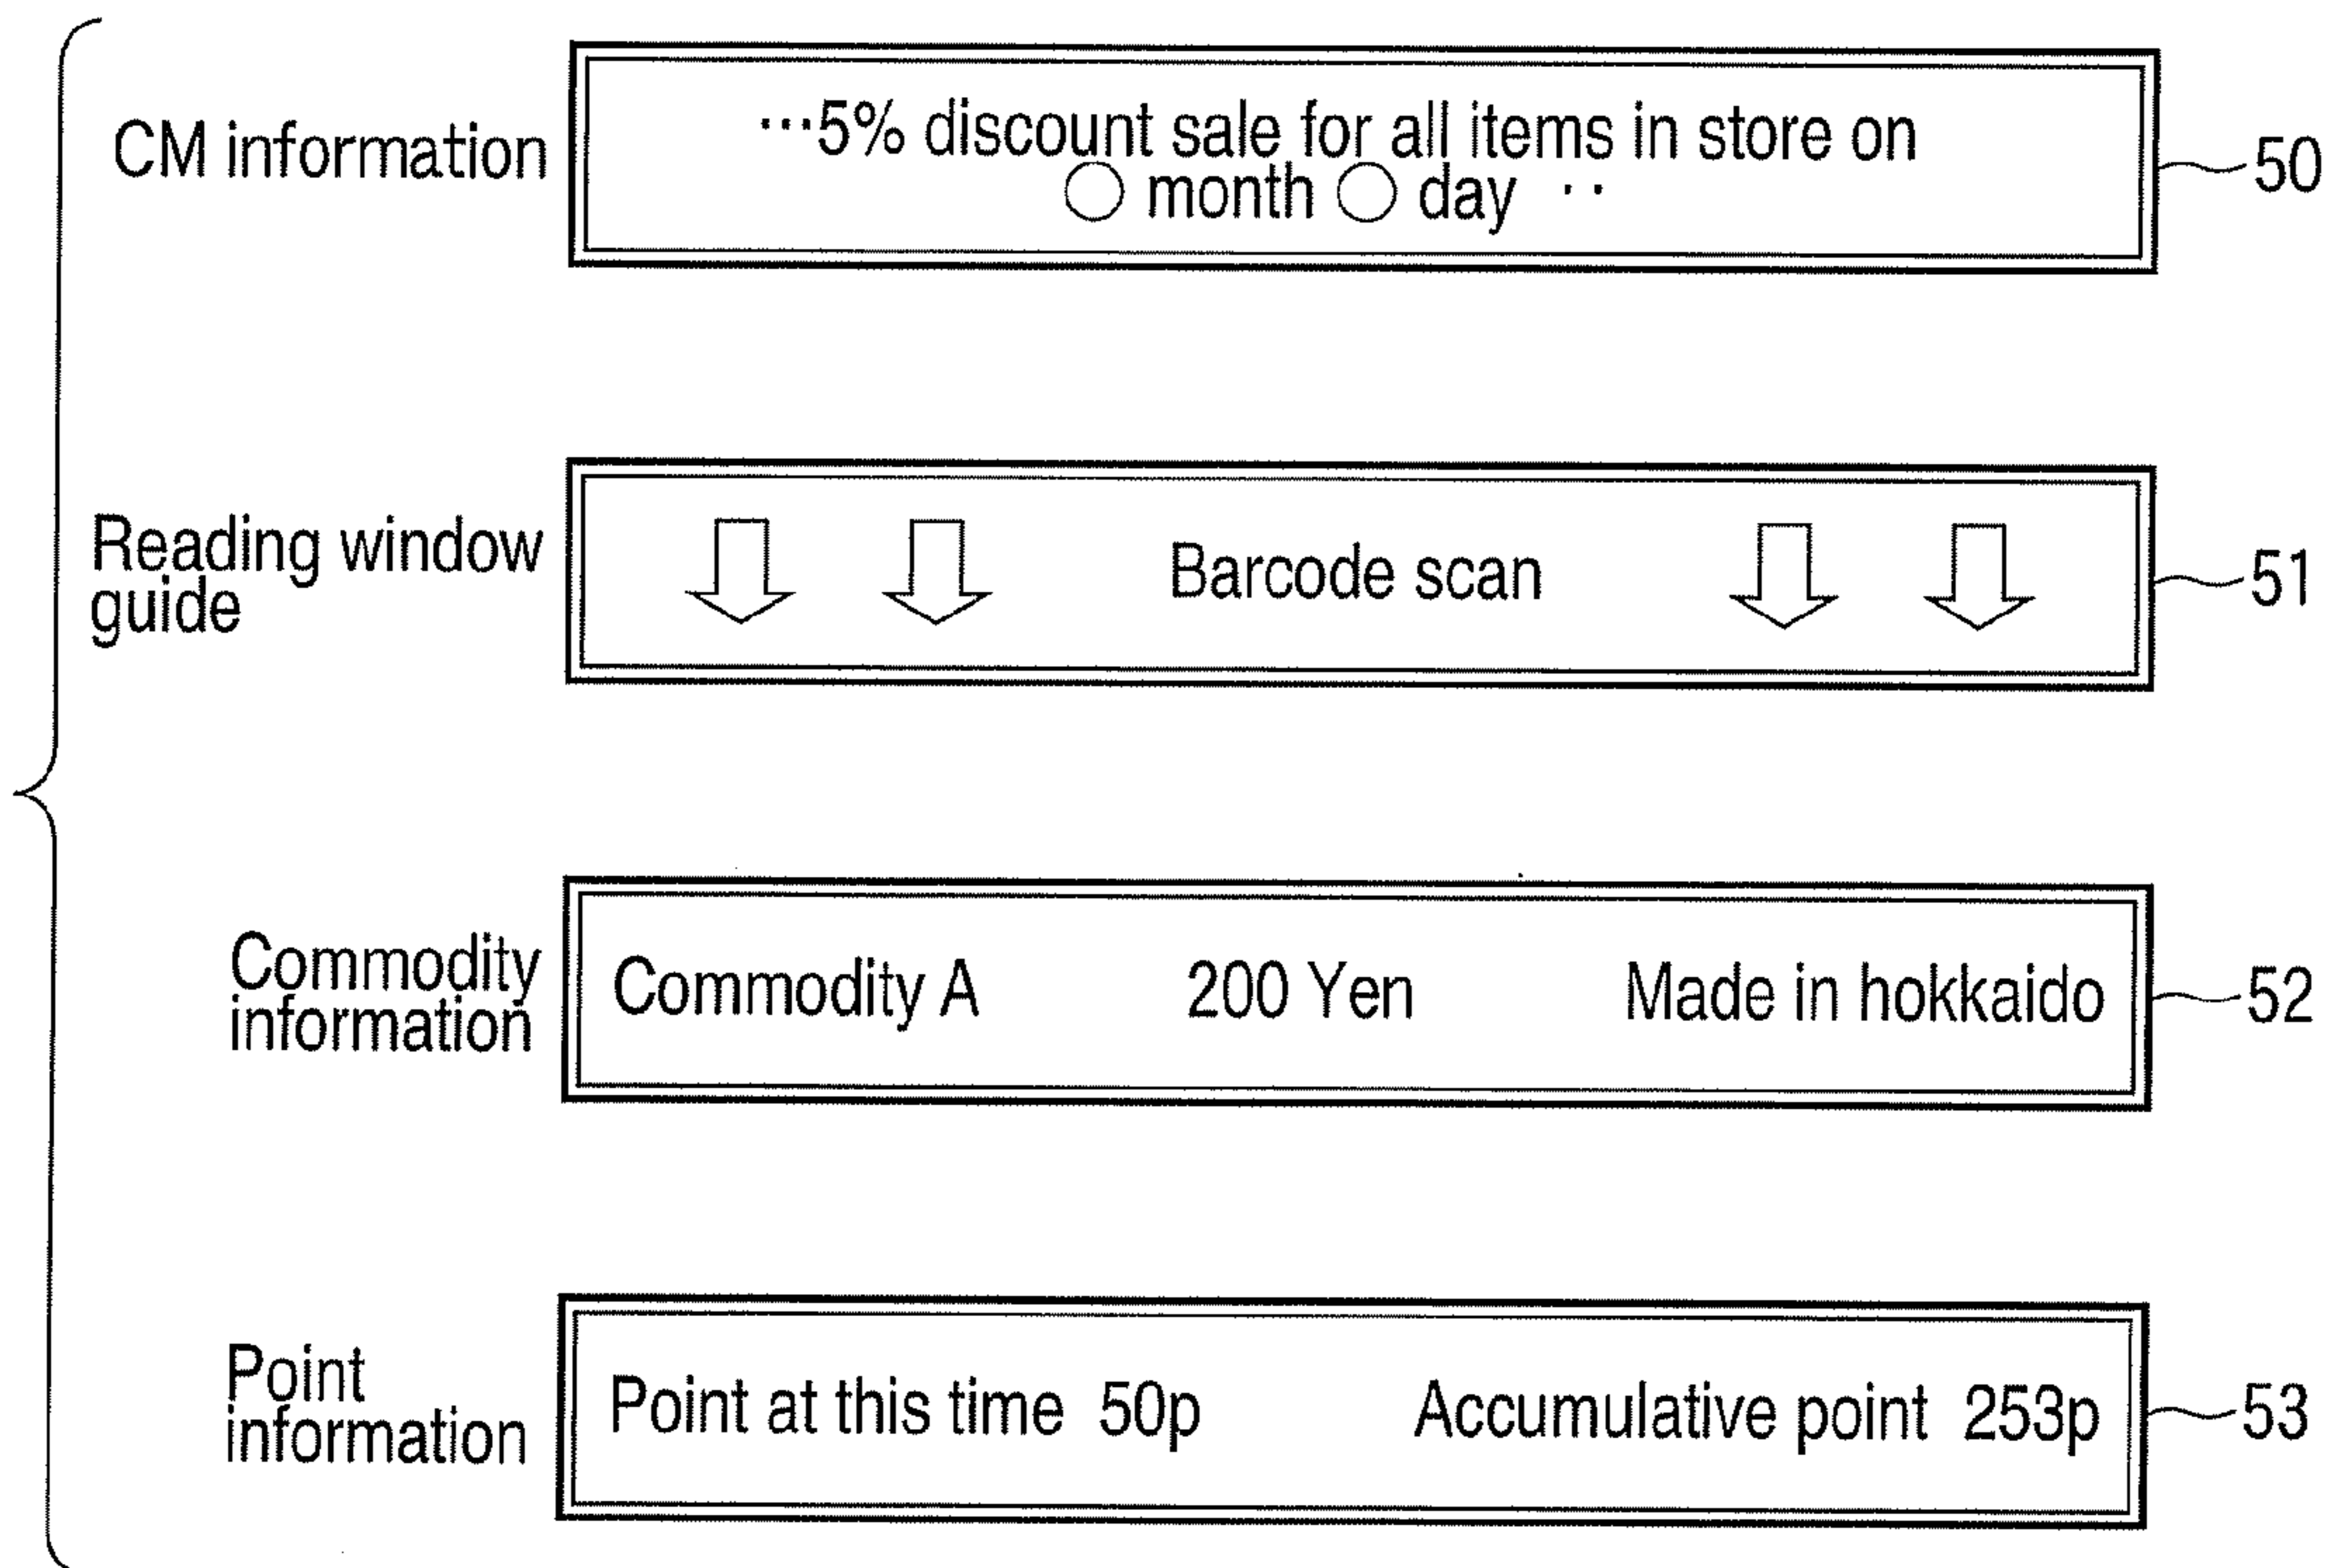 CM information
···5% discount sale for all items in store on
○ month ○ day ··
50
Reading window
guide
Barcode scan
51
Commodity
information
Commodity A 200 Yen Made in hokkaido
52
Point
information
Point at this time 50p Accumulative point 253p
53